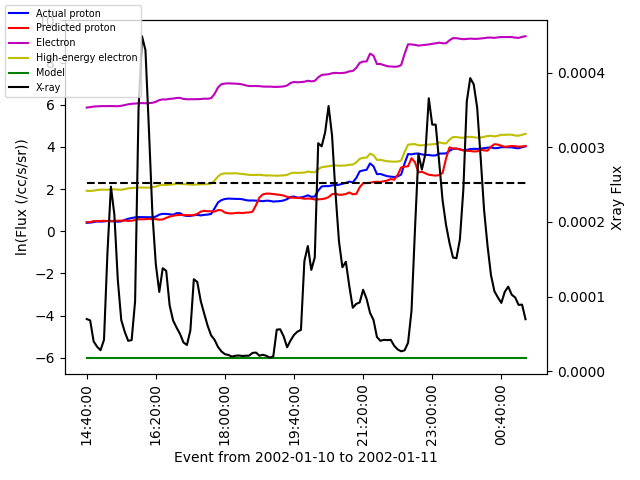 Actual proton
Predicted proton
Electron
High-energy electron
Model
X-ray
6
4
2
0
−2
−4
−6
ln(Flux (/cc/s/sr))
0.0004
0.0003
0.0002
0.0001
0.0000
Xray Flux
14:40:00
16:20:00
18:00:00
19:40:00
21:20:00
23:00:00
00:40:00
Event from 2002-01-10 to 2002-01-11